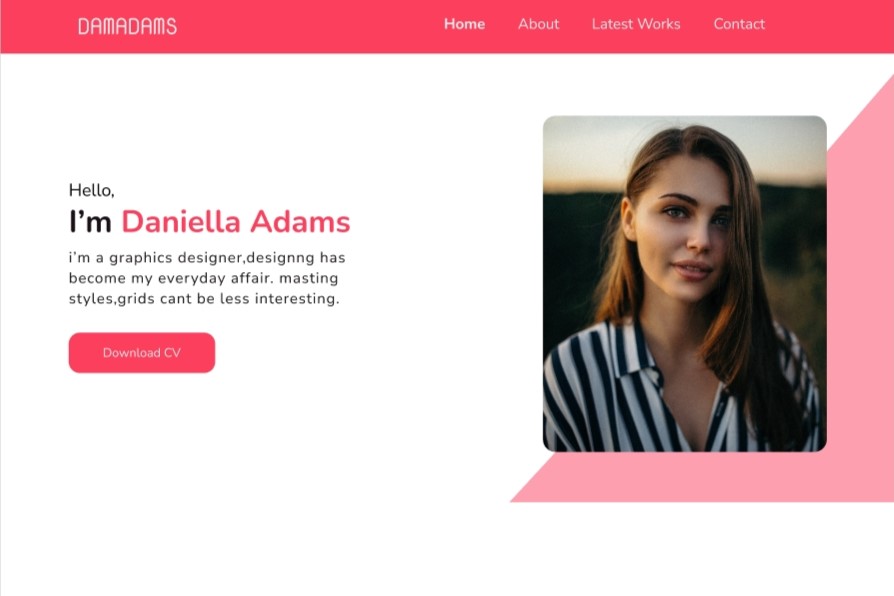 DAMADAMS
Home About Latest Works Contact
Hello,
I'm Daniella Adams
i'm a graphics designer,designng has
become my everyday affair. masting
styles,grids cant be less interesting.
Download CV